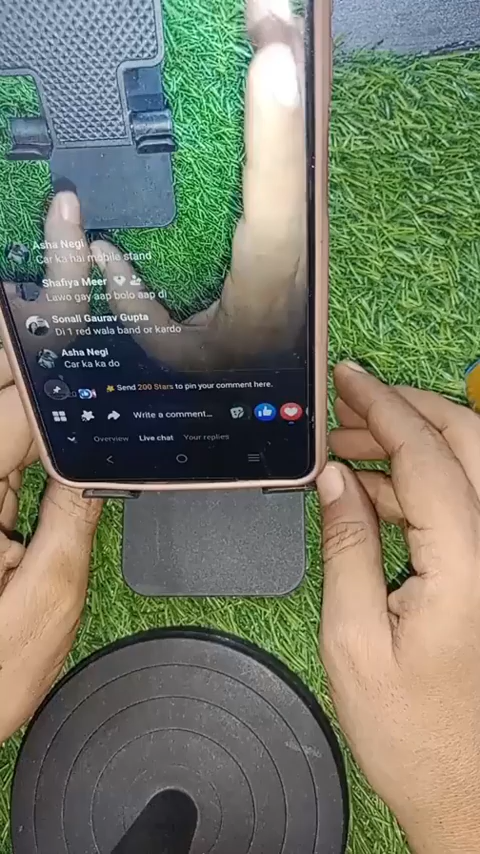 Asha Negi
Car ka hai mobile stand
Shafiya Meer
Lawo gay aap bolo aap di
Sonali Gaurav Gupta
Di 1 red wala band or kardo
Asha Negi
Car ka ka do
Send 200 Stars to pin your comment here.
Write a comment...
Overview Live chat Your replies